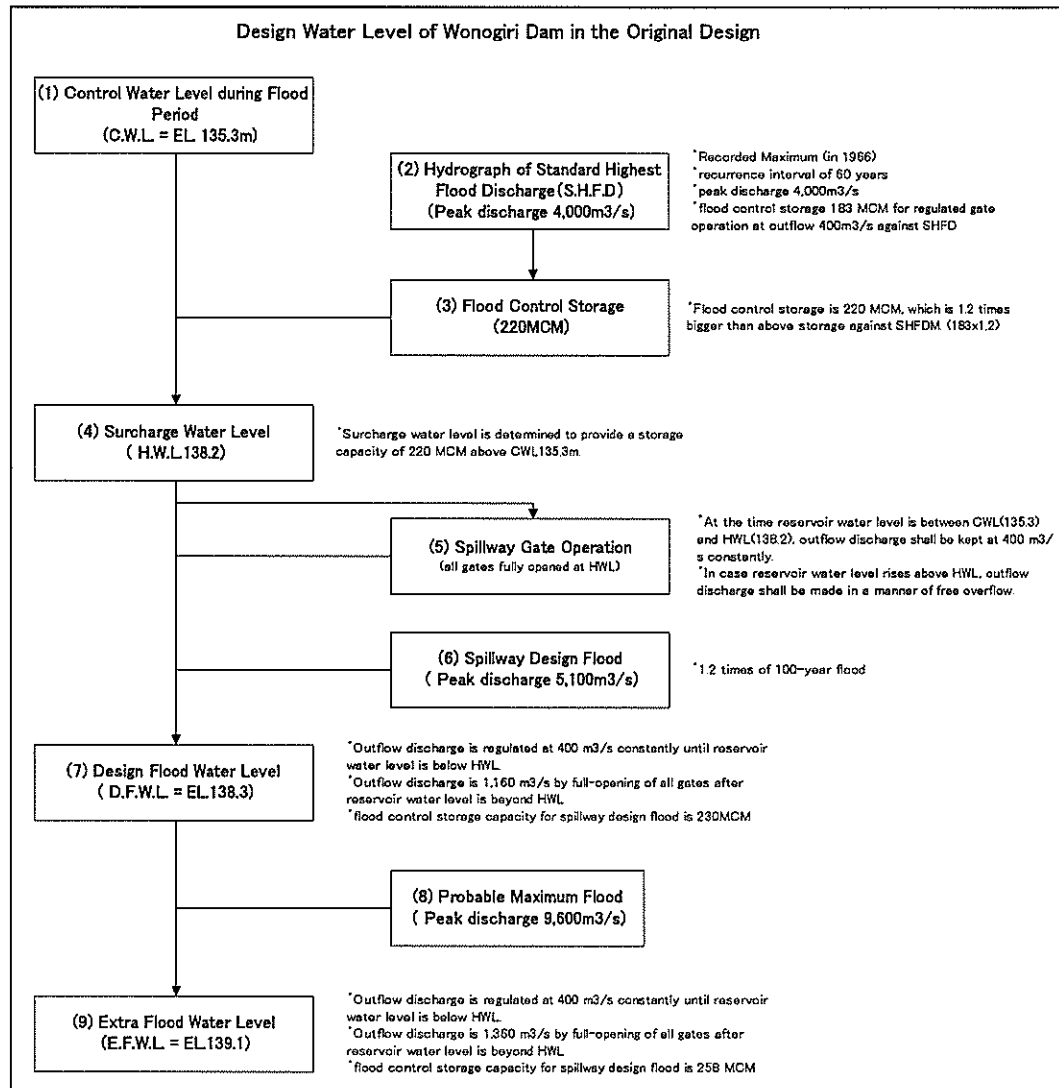 Design Water Level of Wonogiri Dam in the Original Design
(1) Control Water Level during Flood
Period
(C.W.L. = EL. 135.3m)
(2) Hydrograph of Standard Highest
Flood Discharge(S.H.F.D)
(Peak discharge 4,000m3/s)
*Recorded Maximum (in 1966)
*recurrence interval of 60 years
*peak discharge 4,000m3/s
*flood control storage 183 MCM for regulated gate
operation at outflow 400m3/s against SHFD
(3) Flood Control Storage
(220MCM)
*Flood control storage is 220 MCM, which is 1.2 times
bigger than above storage against SHFDM. (183x1.2)
(4) Surcharge Water Level
( H.W.L.138.2)
*Surcharge water level is determined to provide a storage
capacity of 220 MCM above CWL135.3m.
(5) Spillway Gate Operation
(all gates fully opened at HWL)
*At the time reservoir water level is between CWL(135.3)
and HWL(138.2), outflow discharge shall be kept at 400 m3/
s constantly.
*In case reservoir water level rises above HWL, outflow
discharge shall be made in a manner of free overflow.
(6) Spillway Design Flood
( Peak discharge 5,100m3/s)
*1.2 times of 100-year flood
(7) Design Flood Water Level
( D.F.W.L. = EL.138.3)
*Outflow discharge is regulated at 400 m3/s constantly until reservoir
water level is below HWL.
*Outflow discharge is 1,160 m3/s by full-opening of all gates after
reservoir water level is beyond HWL
*flood control storage capacity for spillway design flood is 230MCM
(8) Probable Maximum Flood
( Peak discharge 9,600m3/s)
(9) Extra Flood Water Level
(E.F.W.L. = EL.139.1)
*Outflow discharge is regulated at 400 m3/s constantly until reservoir
water level is below HWL.
*Outflow discharge is 1,360 m3/s by full-opening of all gates after
reservoir water level is beyond HWL
*flood control storage capacity for spillway design flood is 258 MCM